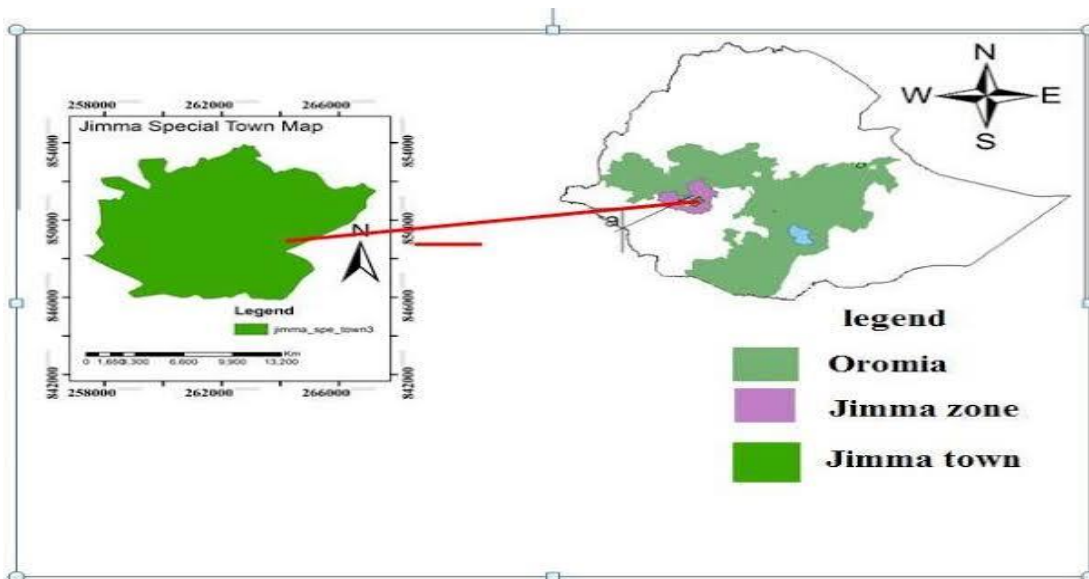 258000 262000 266000
Jimma Special Town Map
854000
850000
846000
842000
854000
850000
846000
842000
N
Legend
jimma_spe_town3
Km
0 1,650 3,300 6,600 9,900 13,200
258000 262000 266000
N
W E
S
a
legend
Oromia
Jimma zone
Jimma town